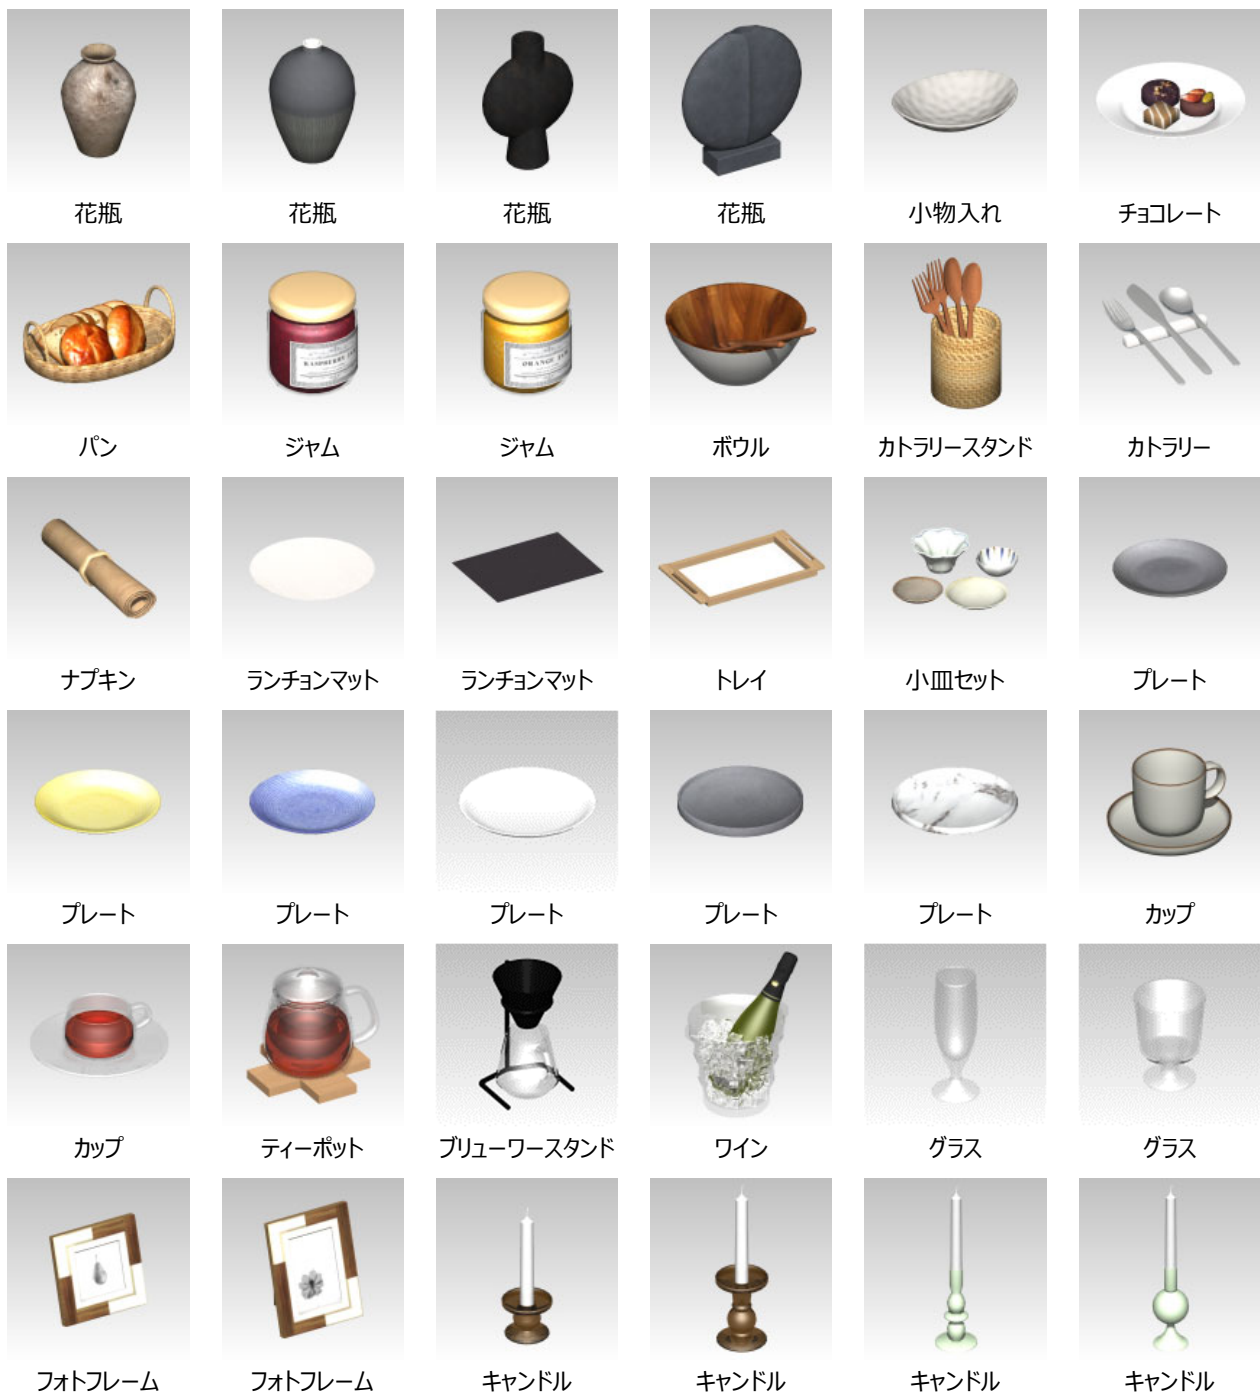 花瓶
花瓶
花瓶
花瓶
小物入れ
チョコレート
RASPBERRY JAM
ORANGE JAM
パン
ジャム
ジャム
ボウル
カトラリースタンド
カトラリー
ナプキン
ランチョンマット
ランチョンマット
トレイ
小皿セット
プレート
プレート
プレート
プレート
プレート
プレート
カップ
カップ
ティーポット
ブリューワースタンド
ワイン
グラス
グラス
フォトフレーム
フォトフレーム
キャンドル
キャンドル
キャンドル
キャンドル